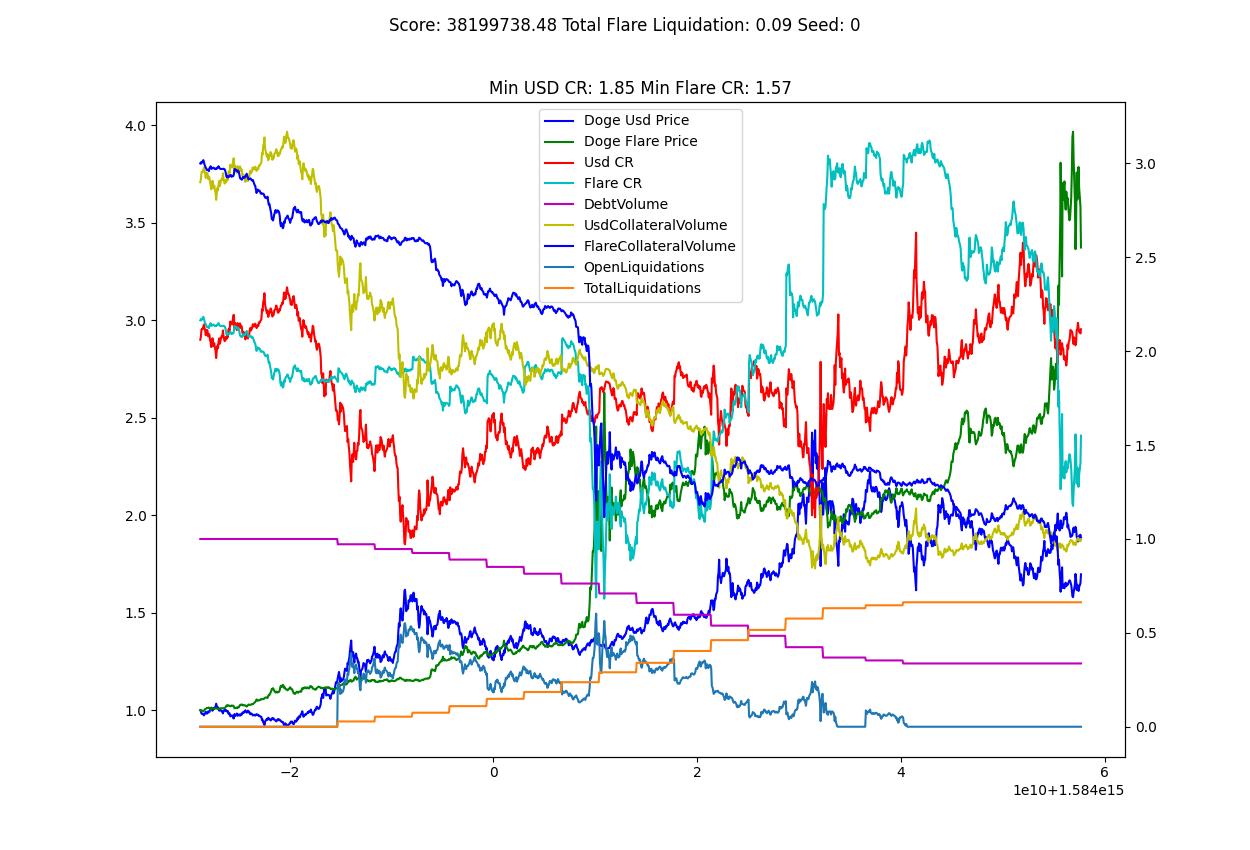 Score: 38199738.48 Total Flare Liquidation: 0.09 Seed: 0
Min USD CR: 1.85 Min Flare CR: 1.57
Doge Usd Price
Doge Flare Price
Usd CR
Flare CR
DebtVolume
UsdCollateralVolume
FlareCollateralVolume
OpenLiquidations
TotalLiquidations
4.0
3.5
3.0
2.5
2.0
1.5
1.0
3.0
2.5
2.0
1.5
1.0
0.5
0.0
−2 0 2 4 6
1e10+1.584e15